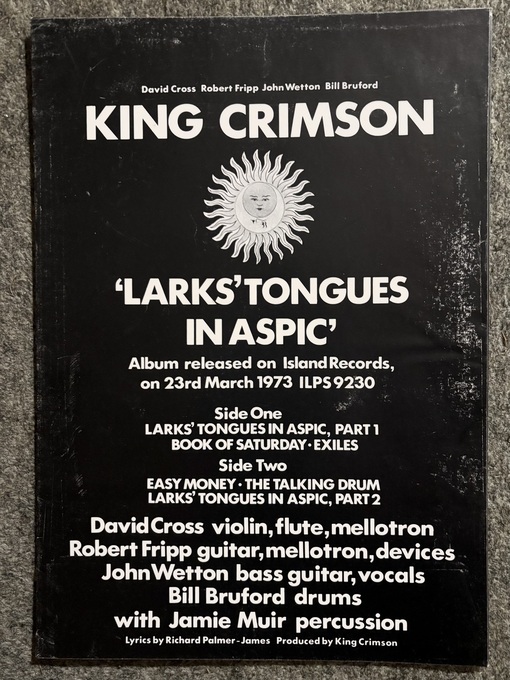 David Cross Robert Fripp John Wetton Bill Bruford
KING CRIMSON
‘LARKS’ TONGUES
IN ASPIC’
Album released on Island Records,
on 23rd March 1973 ILPS 9230
Side One
LARKS’ TONGUES IN ASPIC, PART 1
BOOK OF SATURDAY · EXILES
Side Two
EASY MONEY · THE TALKING DRUM
LARKS’ TONGUES IN ASPIC, PART 2
David Cross violin, flute, mellotron
Robert Fripp guitar, mellotron, devices
John Wetton bass guitar, vocals
Bill Bruford drums
with Jamie Muir percussion
Lyrics by Richard Palmer-James Produced by King Crimson